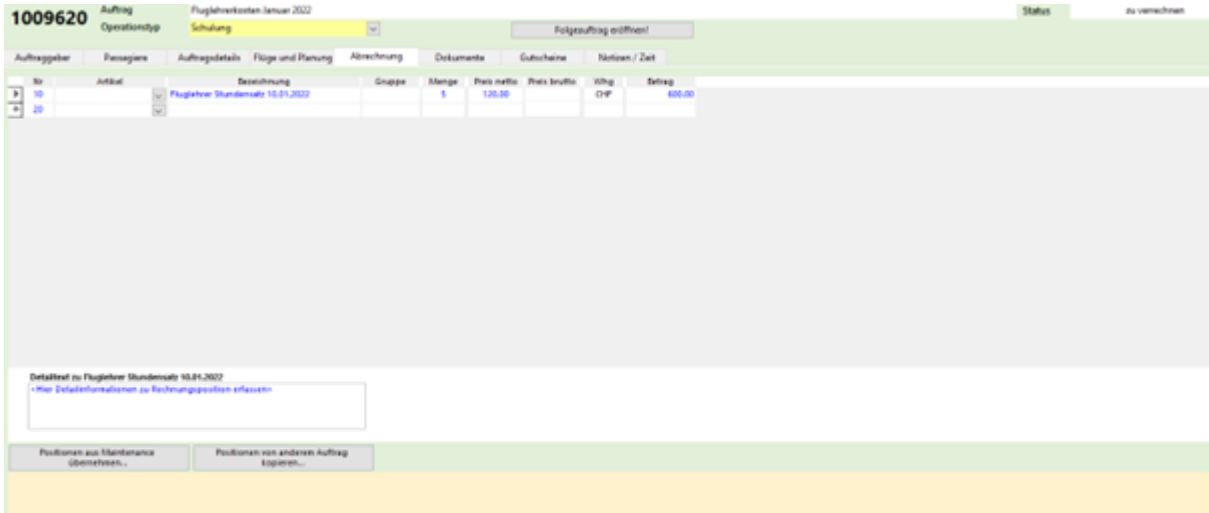 1009620 Auftrag Fluglehrerkosten Januar 2022 Status zu verrechnen
Operationstyp Schulung Folgeauftrag eröffnen!
Auftraggeber Passagiere Auftragsdetails Flüge und Planung Abrechnung Dokumente Gutscheine Notizen / Zeit
Nr Artikel Bezeichnung Gruppe Menge Preis netto Preis brutto Whg Betrag
10 Fluglehrer Stundensatz 10.01.2022 5 120.00 CHF 600.00
20
Detailtext zu Fluglehrer Stundensatz 10.01.2022
<Hier Detailinformationen zu Rechnungsposition erfassen>
Positionen aus Maintenance Positionen von anderem Auftrag
übernehmen... kopieren...